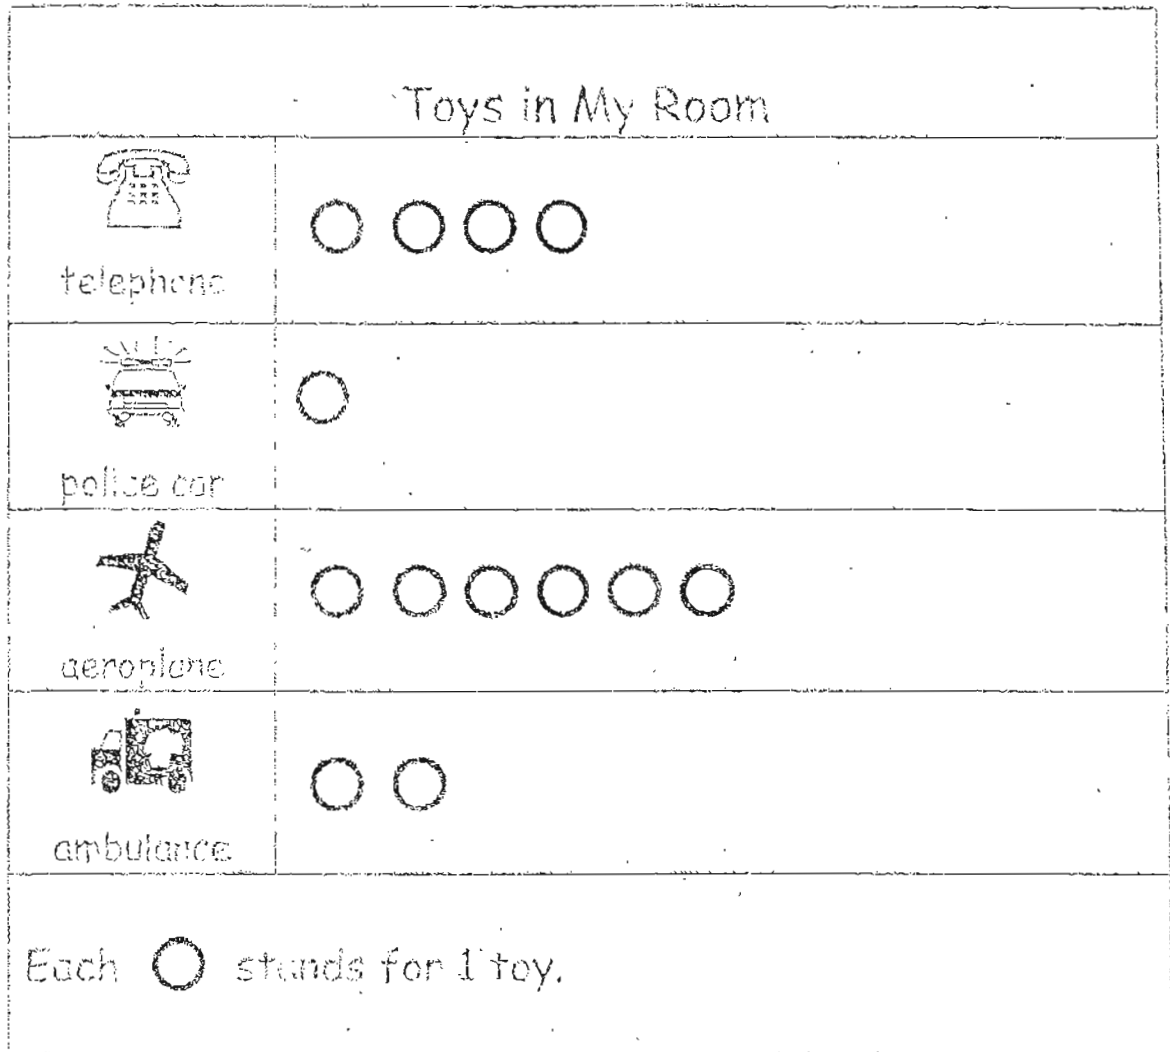 Toys in My Room
telephone
police car
aeroplane
ambulance
Each stands for 1 toy.